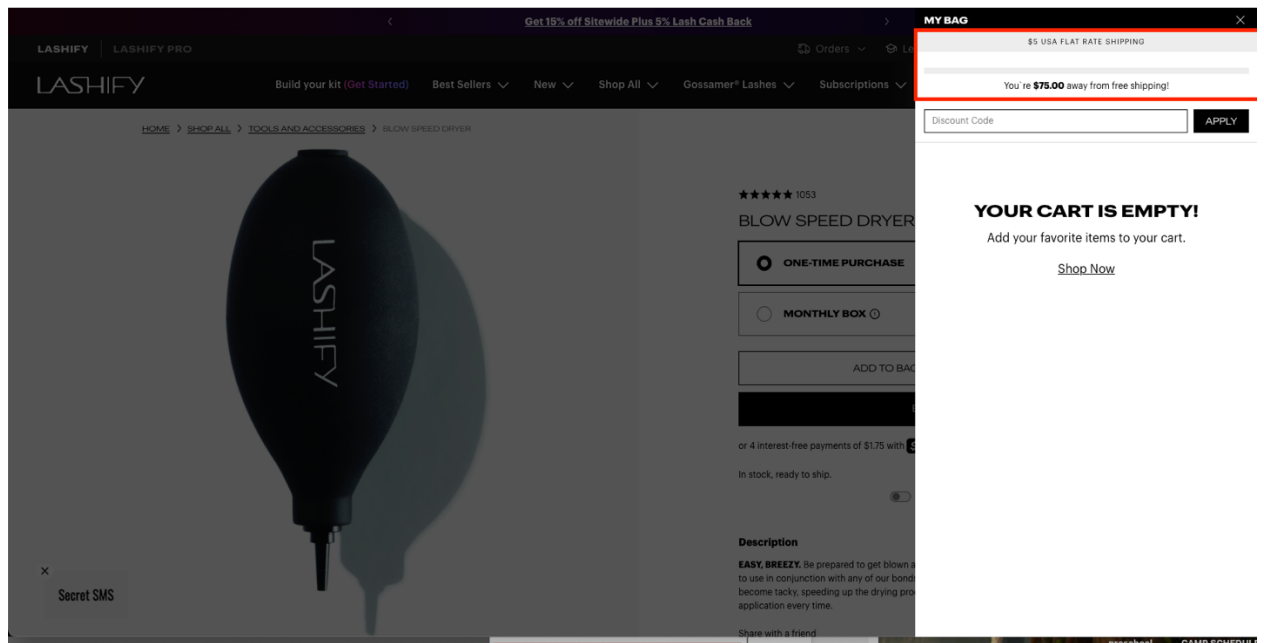 Get 15% off Sitewide Plus 5% Lash Cash Back
LASHIFY LASHIFY PRO
Orders
LASHIFY
Build your kit (Get Started) Best Sellers New Shop All Gossamer® Lashes Subscriptions
HOME > SHOP ALL > TOOLS AND ACCESSORIES > BLOW SPEED DRYER
LASHIFY
1053
BLOW SPEED DRYER
ONE-TIME PURCHASE
MONTHLY BOX
ADD TO BAG
or 4 interest-free payments of $1.75 with
In stock, ready to ship.
Description
EASY, BREEZY. Be prepared to get blown a
to use in conjunction with any of our bond
become tacky, speeding up the drying pro
application every time.
Share with a friend
Secret SMS
MY BAG
$5 USA FLAT RATE SHIPPING
You`re $75.00 away from free shipping!
Discount Code APPLY
YOUR CART IS EMPTY!
Add your favorite items to your cart.
Shop Now